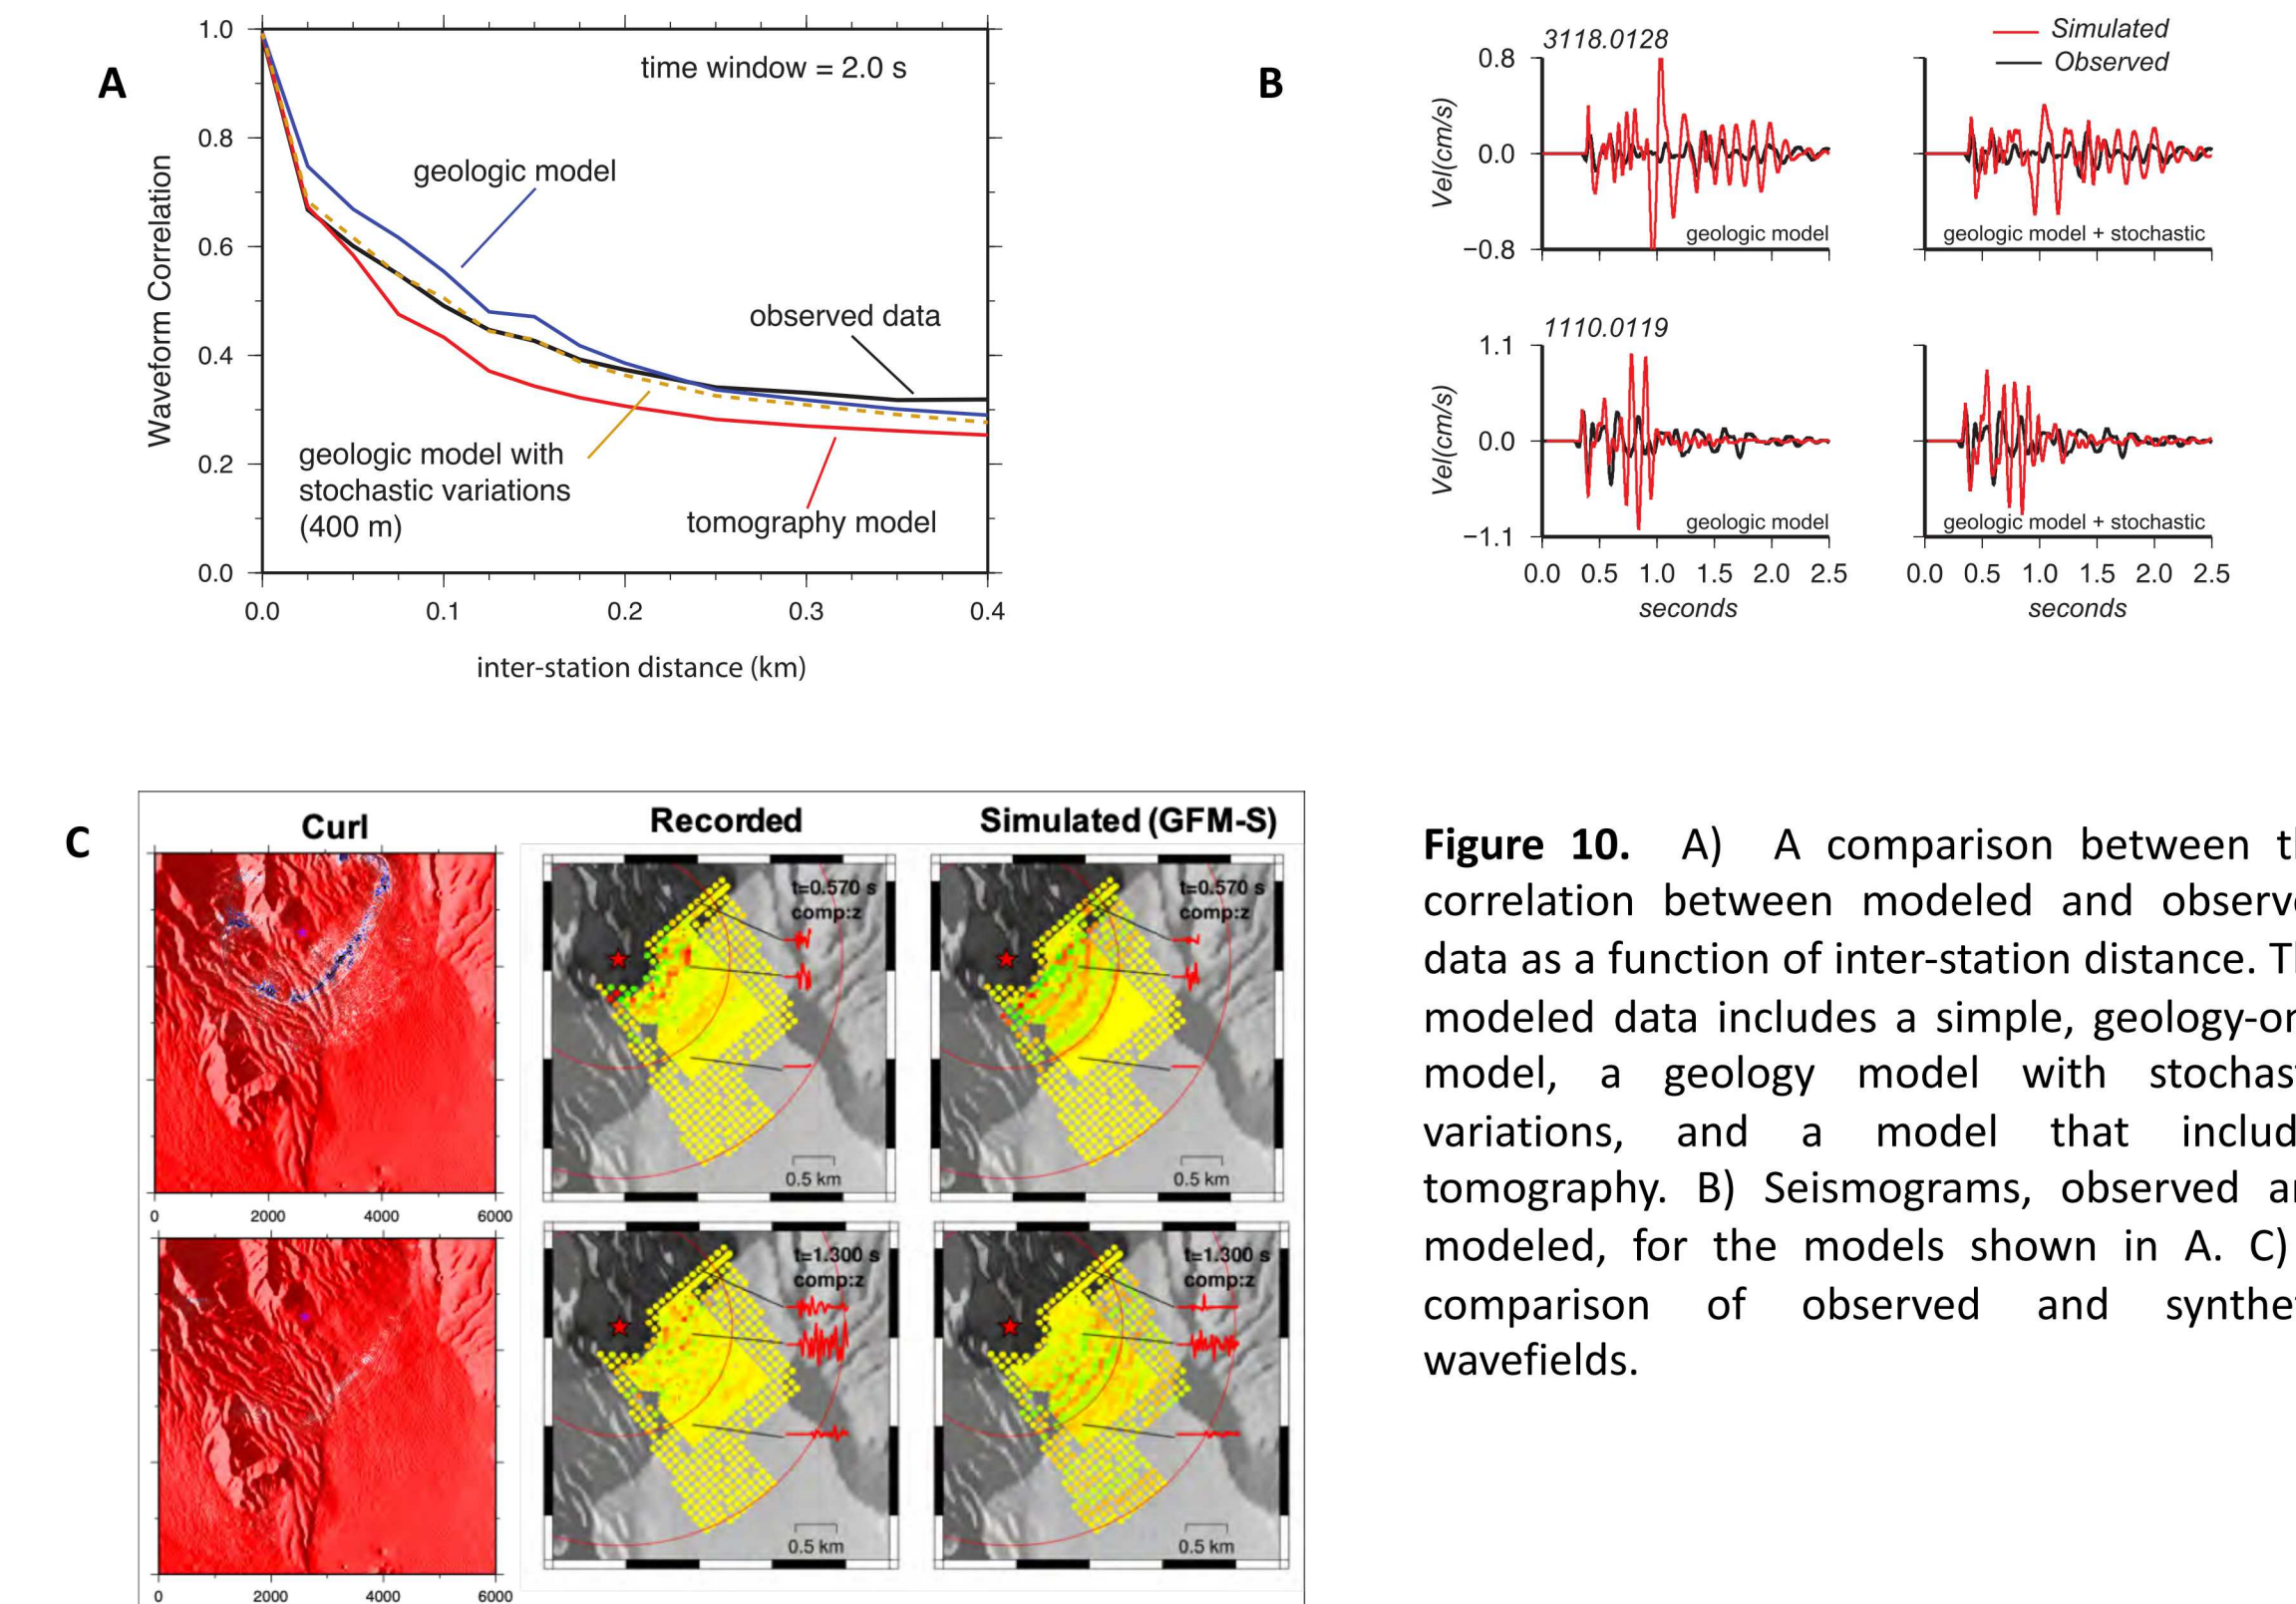 A
1.0
0.8
0.6
0.4
0.2
0.0
Waveform Correlation
time window = 2.0 s
geologic model
observed data
geologic model with
stochastic variations
(400 m)
tomography model
0.0 0.1 0.2 0.3 0.4
inter-station distance (km)
B
Simulated
Observed
3118.0128
0.8
0.0
−0.8
Vel(cm/s)
geologic model
geologic model + stochastic
1110.0119
1.1
0.0
−1.1
Vel(cm/s)
geologic model
geologic model + stochastic
0.0 0.5 1.0 1.5 2.0 2.5
0.0 0.5 1.0 1.5 2.0 2.5
seconds
seconds
C
Curl
Recorded
Simulated (GFM-S)
t=0.570 s
comp:z
0.5 km
t=0.570 s
comp:z
0.5 km
0 2000 4000 6000
t=1.300 s
comp:z
0.5 km
t=1.300 s
comp:z
0.5 km
0 2000 4000 6000
Figure 10. A) A comparison between
correlation between modeled and
data as a function of inter-station distance.
modeled data includes a simple,
model, a geology model with
variations, and a model that
tomography. B) Seismograms, observed
modeled, for the models shown in A. C)
comparison of observed and
wavefields.